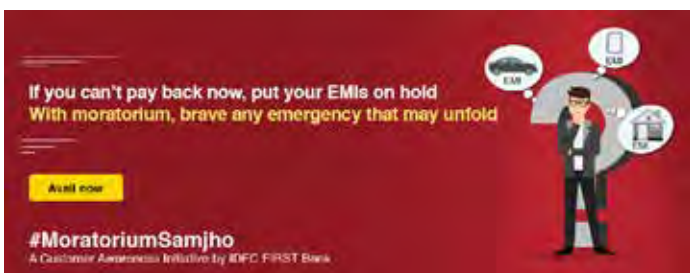 If you can't pay back now, put your EMIs on hold
With moratorium, brave any emergency that may unfold
Avail now
#MoratoriumSamjho
A Customer Awareness Initiative by IDFC FIRST Bank
EMI
EMI
EMI